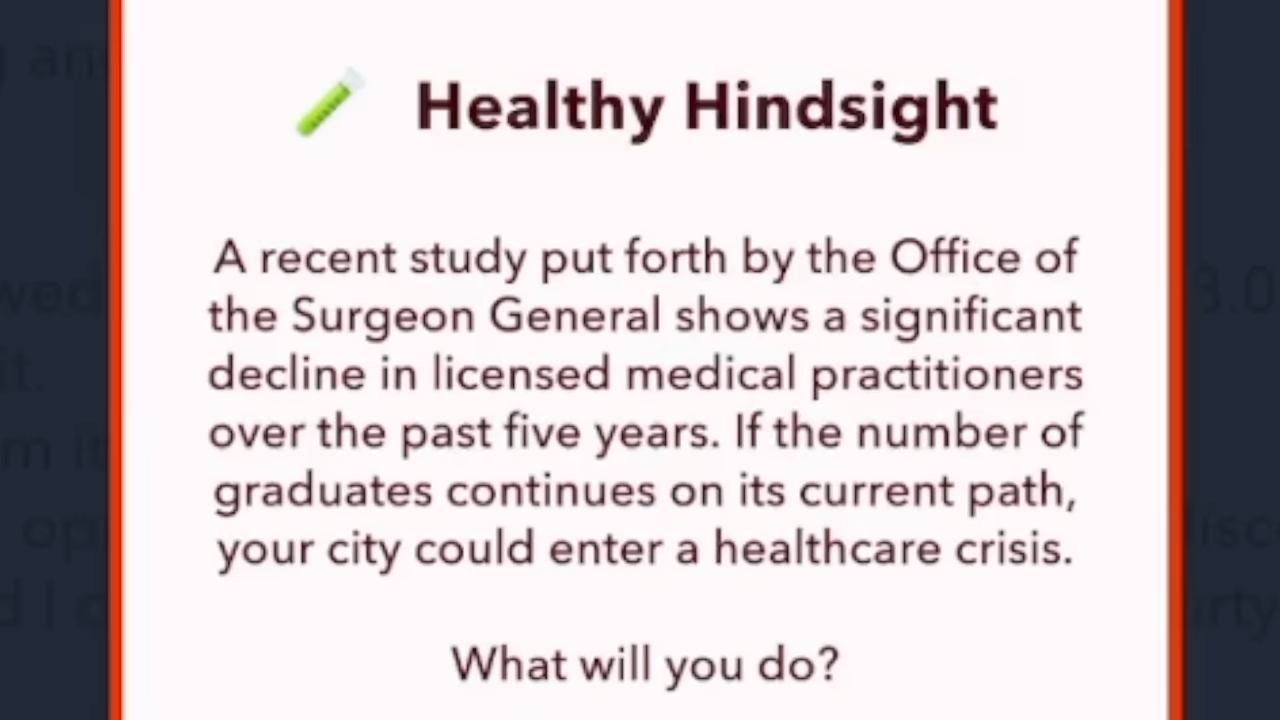 Healthy Hindsight
A recent study put forth by the Office of
the Surgeon General shows a significant
decline in licensed medical practitioners
over the past five years. If the number of
graduates continues on its current path,
your city could enter a healthcare crisis.
What will you do?